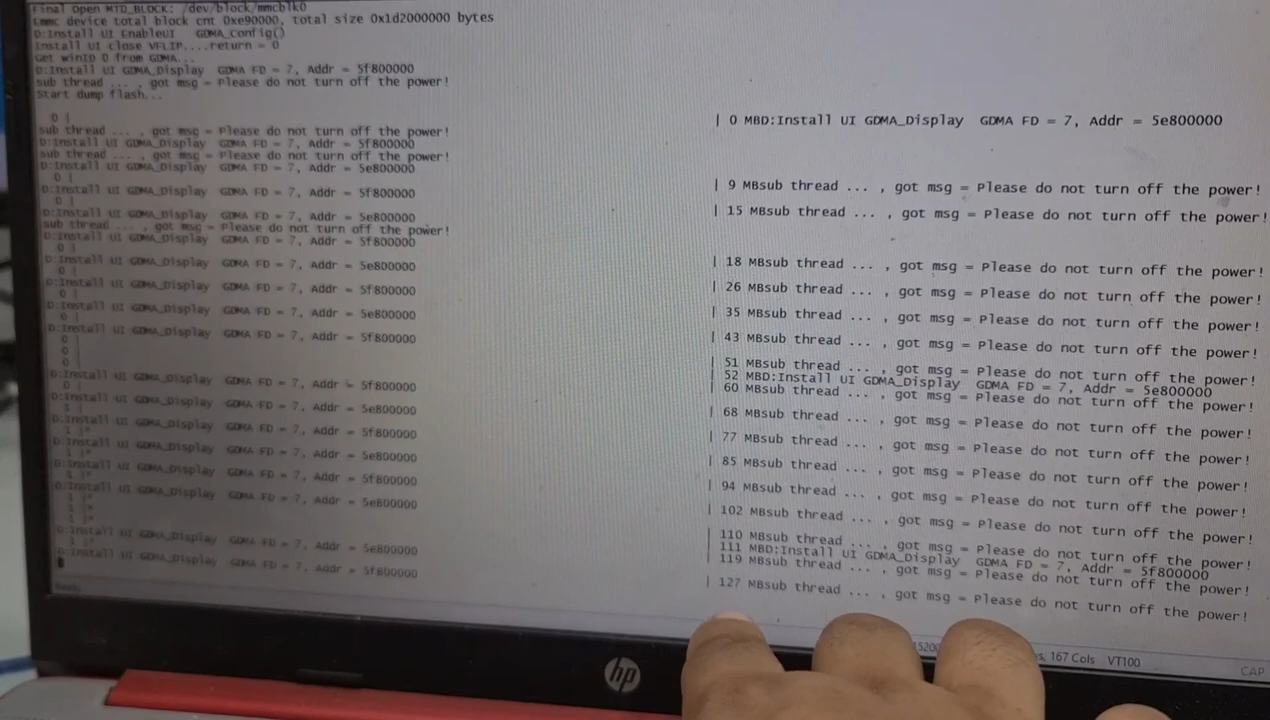 Final Open MTD_BLOCK: /dev/block/mmcblk0
Cmmc device total block cnt 0xe90000, total size 0x1d2000000 bytes
D:Install UI EnableUI GDMA_Config()
Install UI close VFLIP....return = 0
Get winID 0 from GDMA...
D:Install UI GDMA_Display GDMA FD = 7, Addr = 5f800000
sub thread ... , got msg = Please do not turn off the power!
Start dump flash...
0 | | 0 MBD:Install UI GDMA_Display GDMA FD = 7, Addr = 5e800000
sub thread ... , got msg = Please do not turn off the power!
D:Install UI GDMA_Display GDMA FD = 7, Addr = 5f800000
sub thread ... , got msg = Please do not turn off the power!
D:Install UI GDMA_Display GDMA FD = 7, Addr = 5e800000
0 | | 9 MBsub thread ... , got msg = Please do not turn off the power!
D:Install UI GDMA_Display GDMA FD = 7, Addr = 5f800000
0 | | 15 MBsub thread ... , got msg = Please do not turn off the power!
D:Install UI GDMA_Display GDMA FD = 7, Addr = 5e800000
sub thread ... , got msg = Please do not turn off the power!
D:Install UI GDMA_Display GDMA FD = 7, Addr = 5f800000
0 | | 18 MBsub thread ... , got msg = Please do not turn off the power!
D:Install UI GDMA_Display GDMA FD = 7, Addr = 5e800000
0 | | 26 MBsub thread ... , got msg = Please do not turn off the power!
D:Install UI GDMA_Display GDMA FD = 7, Addr = 5f800000
0 | | 35 MBsub thread ... , got msg = Please do not turn off the power!
D:Install UI GDMA_Display GDMA FD = 7, Addr = 5e800000
0 | | 43 MBsub thread ... , got msg = Please do not turn off the power!
D:Install UI GDMA_Display GDMA FD = 7, Addr = 5f800000
0 | | 51 MBsub thread ... , got msg = Please do not turn off the power!
0 | | 52 MBD:Install UI GDMA_Display GDMA FD = 7, Addr = 5e800000
0 | | 60 MBsub thread ... , got msg = Please do not turn off the power!
D:Install UI GDMA_Display GDMA FD = 7, Addr = 5f800000
0 | | 68 MBsub thread ... , got msg = Please do not turn off the power!
D:Install UI GDMA_Display GDMA FD = 7, Addr = 5e800000
1 |* | 77 MBsub thread ... , got msg = Please do not turn off the power!
D:Install UI GDMA_Display GDMA FD = 7, Addr = 5f800000
1 |* | 85 MBsub thread ... , got msg = Please do not turn off the power!
D:Install UI GDMA_Display GDMA FD = 7, Addr = 5e800000
1 |* | 94 MBsub thread ... , got msg = Please do not turn off the power!
D:Install UI GDMA_Display GDMA FD = 7, Addr = 5f800000
1 |* | 102 MBsub thread ... , got msg = Please do not turn off the power!
D:Install UI GDMA_Display GDMA FD = 7, Addr = 5e800000
1 |* | 110 MBsub thread ... , got msg = Please do not turn off the power!
1 |* | 111 MBD:Install UI GDMA_Display GDMA FD = 7, Addr = 5f800000
1 |* | 119 MBsub thread ... , got msg = Please do not turn off the power!
D:Install UI GDMA_Display GDMA FD = 7, Addr = 5e800000
1 |* | 127 MBsub thread ... , got msg = Please do not turn off the power!
D:Install UI GDMA_Display GDMA FD = 7, Addr = 5f800000
Ready
167 Cols VT100 CAP
hp